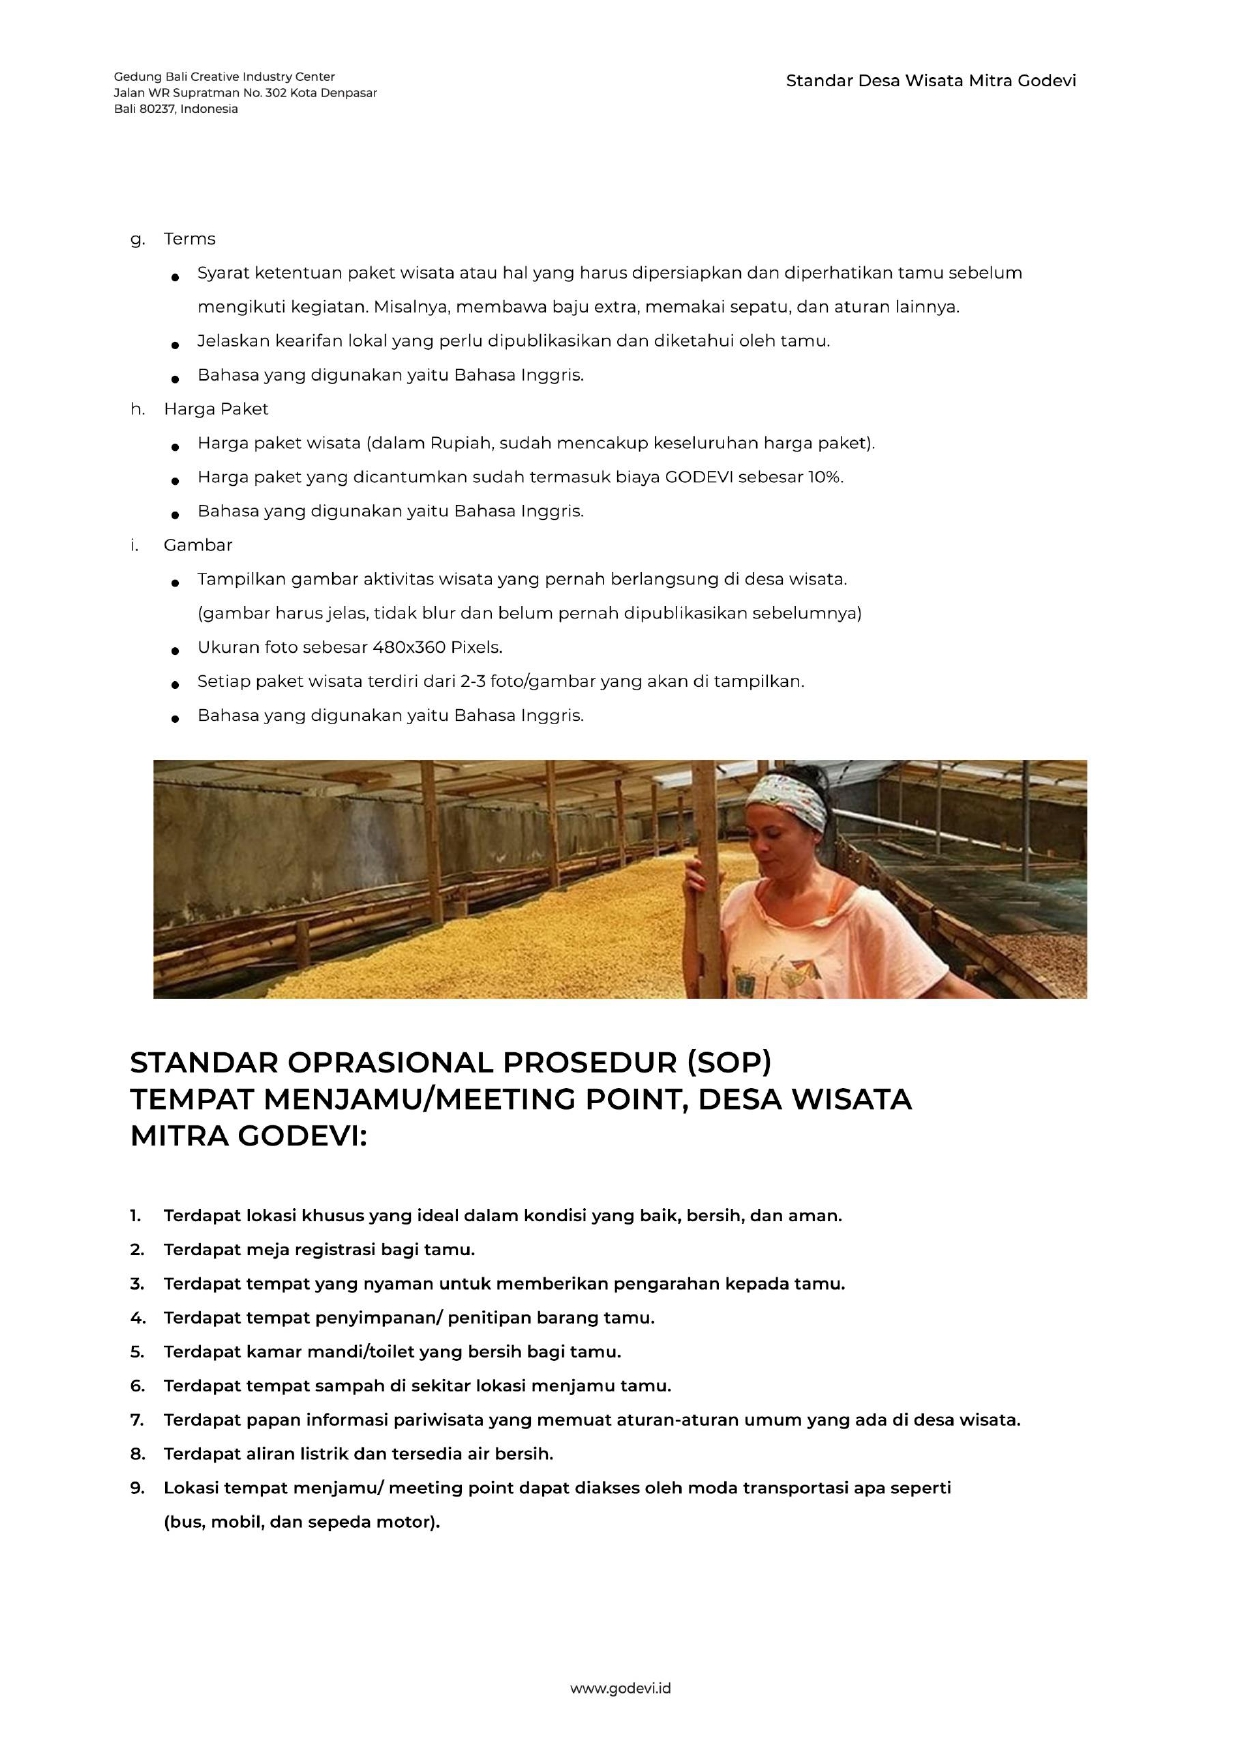 Gedung Bali Creative Industry Center
Jalan WR Supratman No. 302 Kota Denpasar
Bali 80237, Indonesia
Standar Desa Wisata Mitra Godevi
g. Terms
● Syarat ketentuan paket wisata atau hal yang harus dipersiapkan dan diperhatikan tamu sebelum
mengikuti kegiatan. Misalnya, membawa baju extra, memakai sepatu, dan aturan lainnya.
● Jelaskan kearifan lokal yang perlu dipublikasikan dan diketahui oleh tamu.
● Bahasa yang digunakan yaitu Bahasa Inggris.
h. Harga Paket
● Harga paket wisata (dalam Rupiah, sudah mencakup keseluruhan harga paket).
● Harga paket yang dicantumkan sudah termasuk biaya GODEVI sebesar 10%.
● Bahasa yang digunakan yaitu Bahasa Inggris.
i. Gambar
● Tampilkan gambar aktivitas wisata yang pernah berlangsung di desa wisata.
(gambar harus jelas, tidak blur dan belum pernah dipublikasikan sebelumnya)
● Ukuran foto sebesar 480x360 Pixels.
● Setiap paket wisata terdiri dari 2-3 foto/gambar yang akan di tampilkan.
● Bahasa yang digunakan yaitu Bahasa Inggris.
STANDAR OPRASIONAL PROSEDUR (SOP)
TEMPAT MENJAMU/MEETING POINT, DESA WISATA
MITRA GODEVI:
1. Terdapat lokasi khusus yang ideal dalam kondisi yang baik, bersih, dan aman.
2. Terdapat meja registrasi bagi tamu.
3. Terdapat tempat yang nyaman untuk memberikan pengarahan kepada tamu.
4. Terdapat tempat penyimpanan/ penitipan barang tamu.
5. Terdapat kamar mandi/toilet yang bersih bagi tamu.
6. Terdapat tempat sampah di sekitar lokasi menjamu tamu.
7. Terdapat papan informasi pariwisata yang memuat aturan-aturan umum yang ada di desa wisata.
8. Terdapat aliran listrik dan tersedia air bersih.
9. Lokasi tempat menjamu/ meeting point dapat diakses oleh moda transportasi apa seperti
(bus, mobil, dan sepeda motor).
www.godevi.id